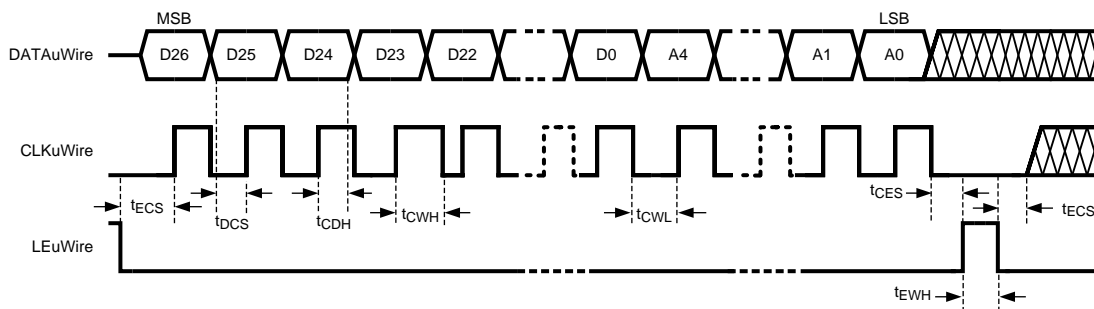 MSB
LSB
DATAuWire
D26
D25
D24
D23
D22
D0
A4
A1
A0
CLKuWire
tECS
tDCS
tCDH
tCWH
tCWL
tCES
tECS
LEuWire
tEWH